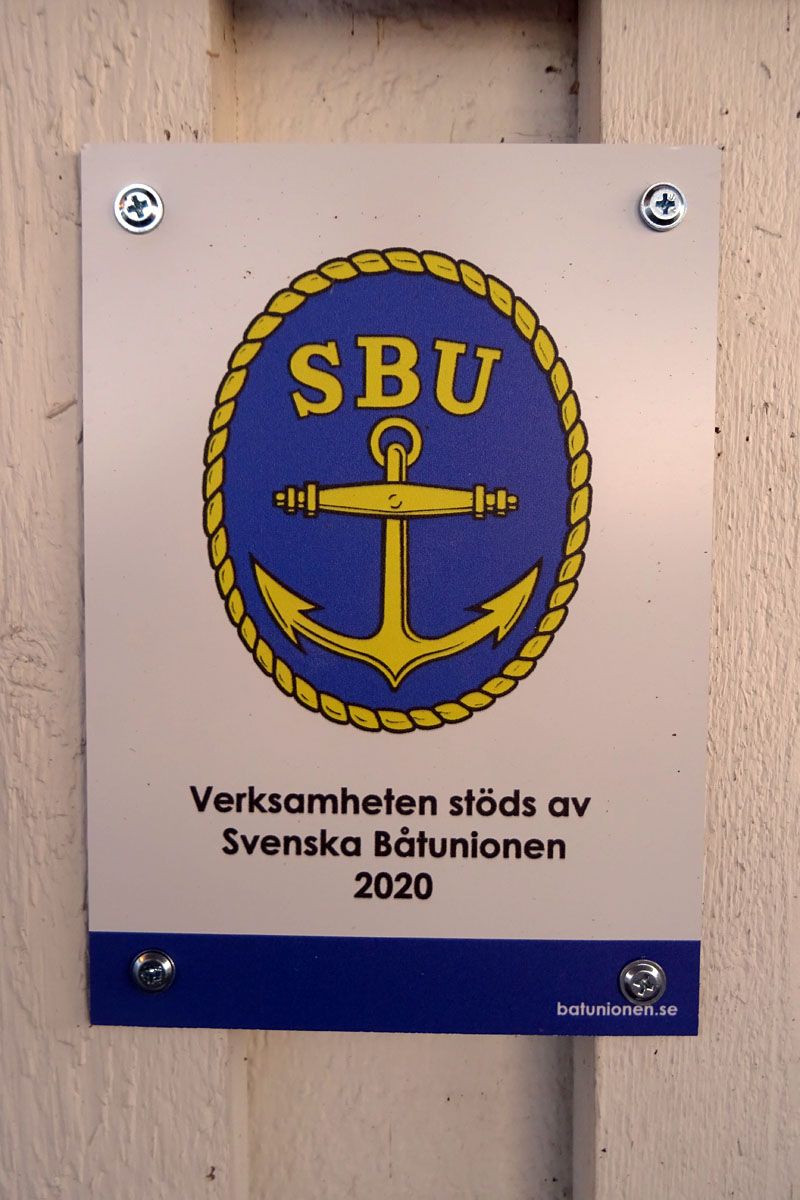 SBU
Verksamheten stöds av
Svenska Båtunionen
2020
batunionen.se